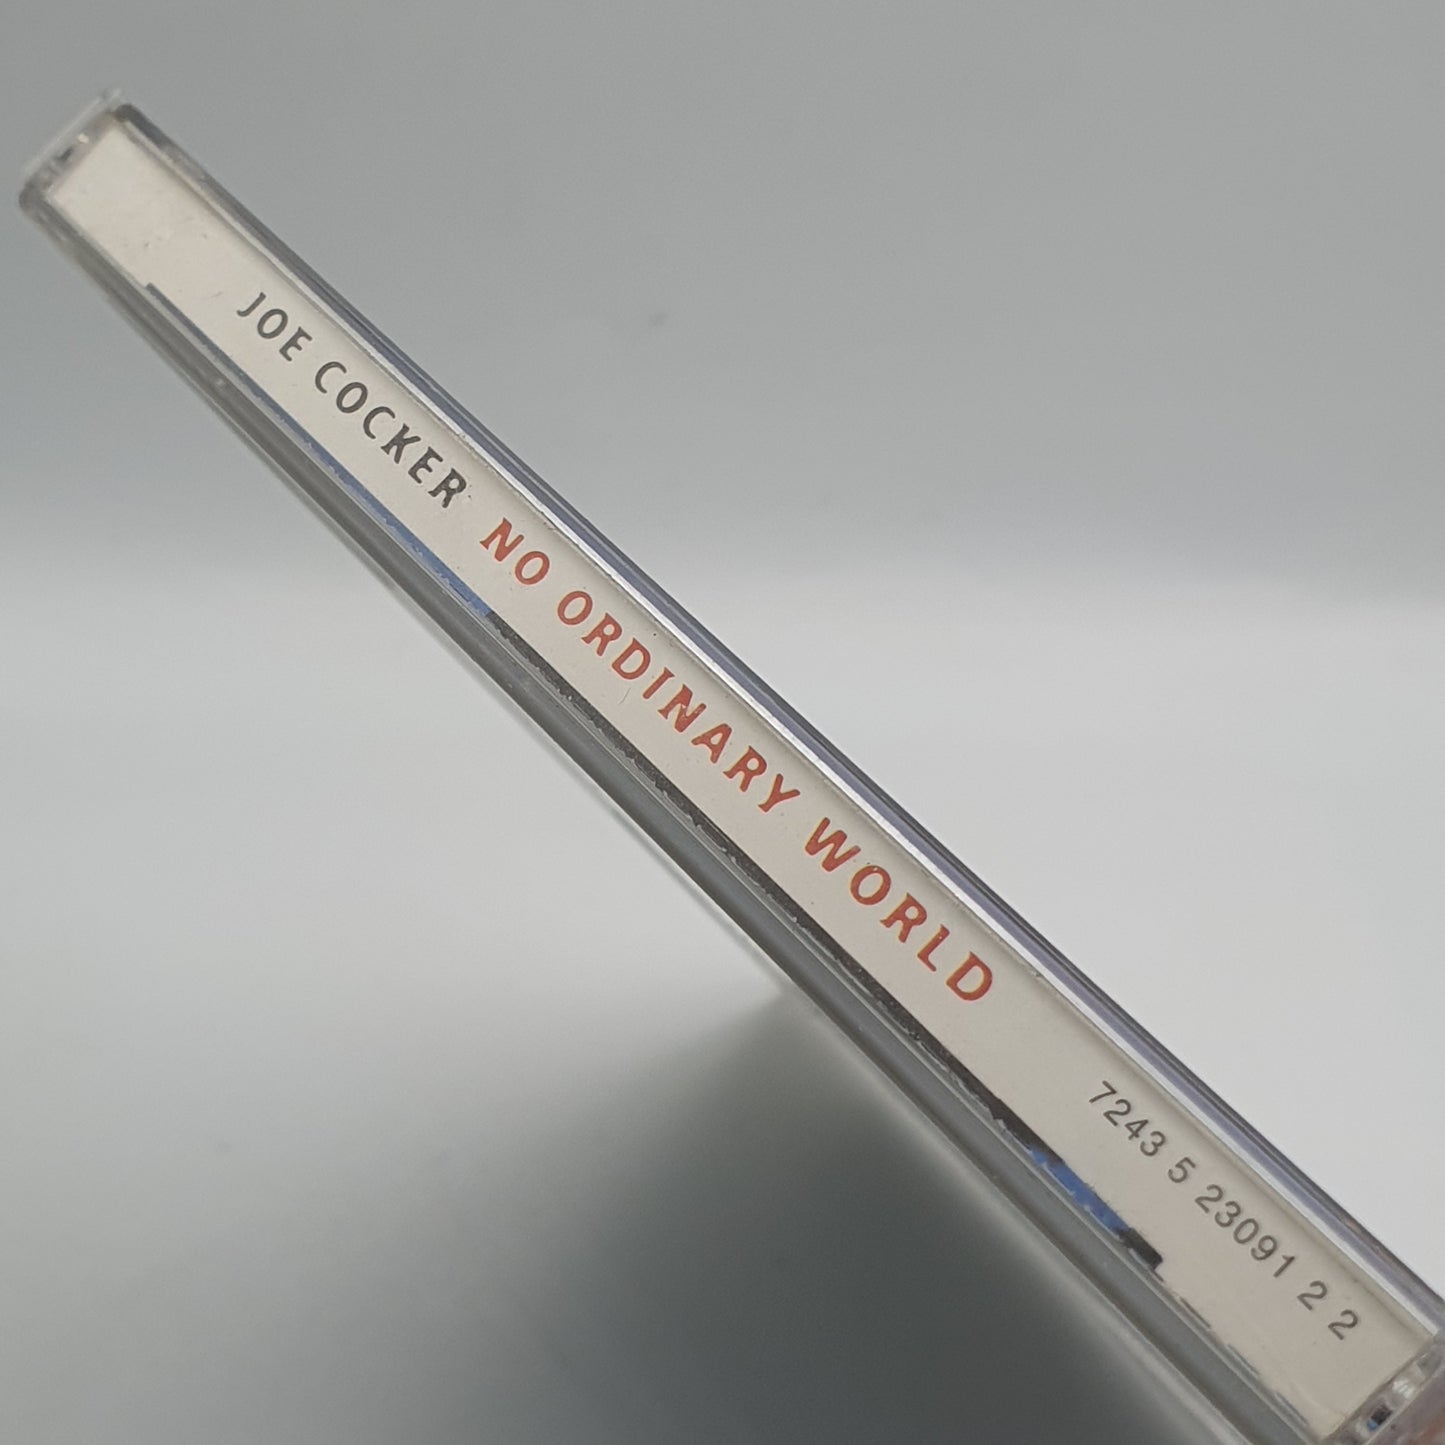 JOE COCKER NO ORDINARY WORLD 7243 5 23091 2 2